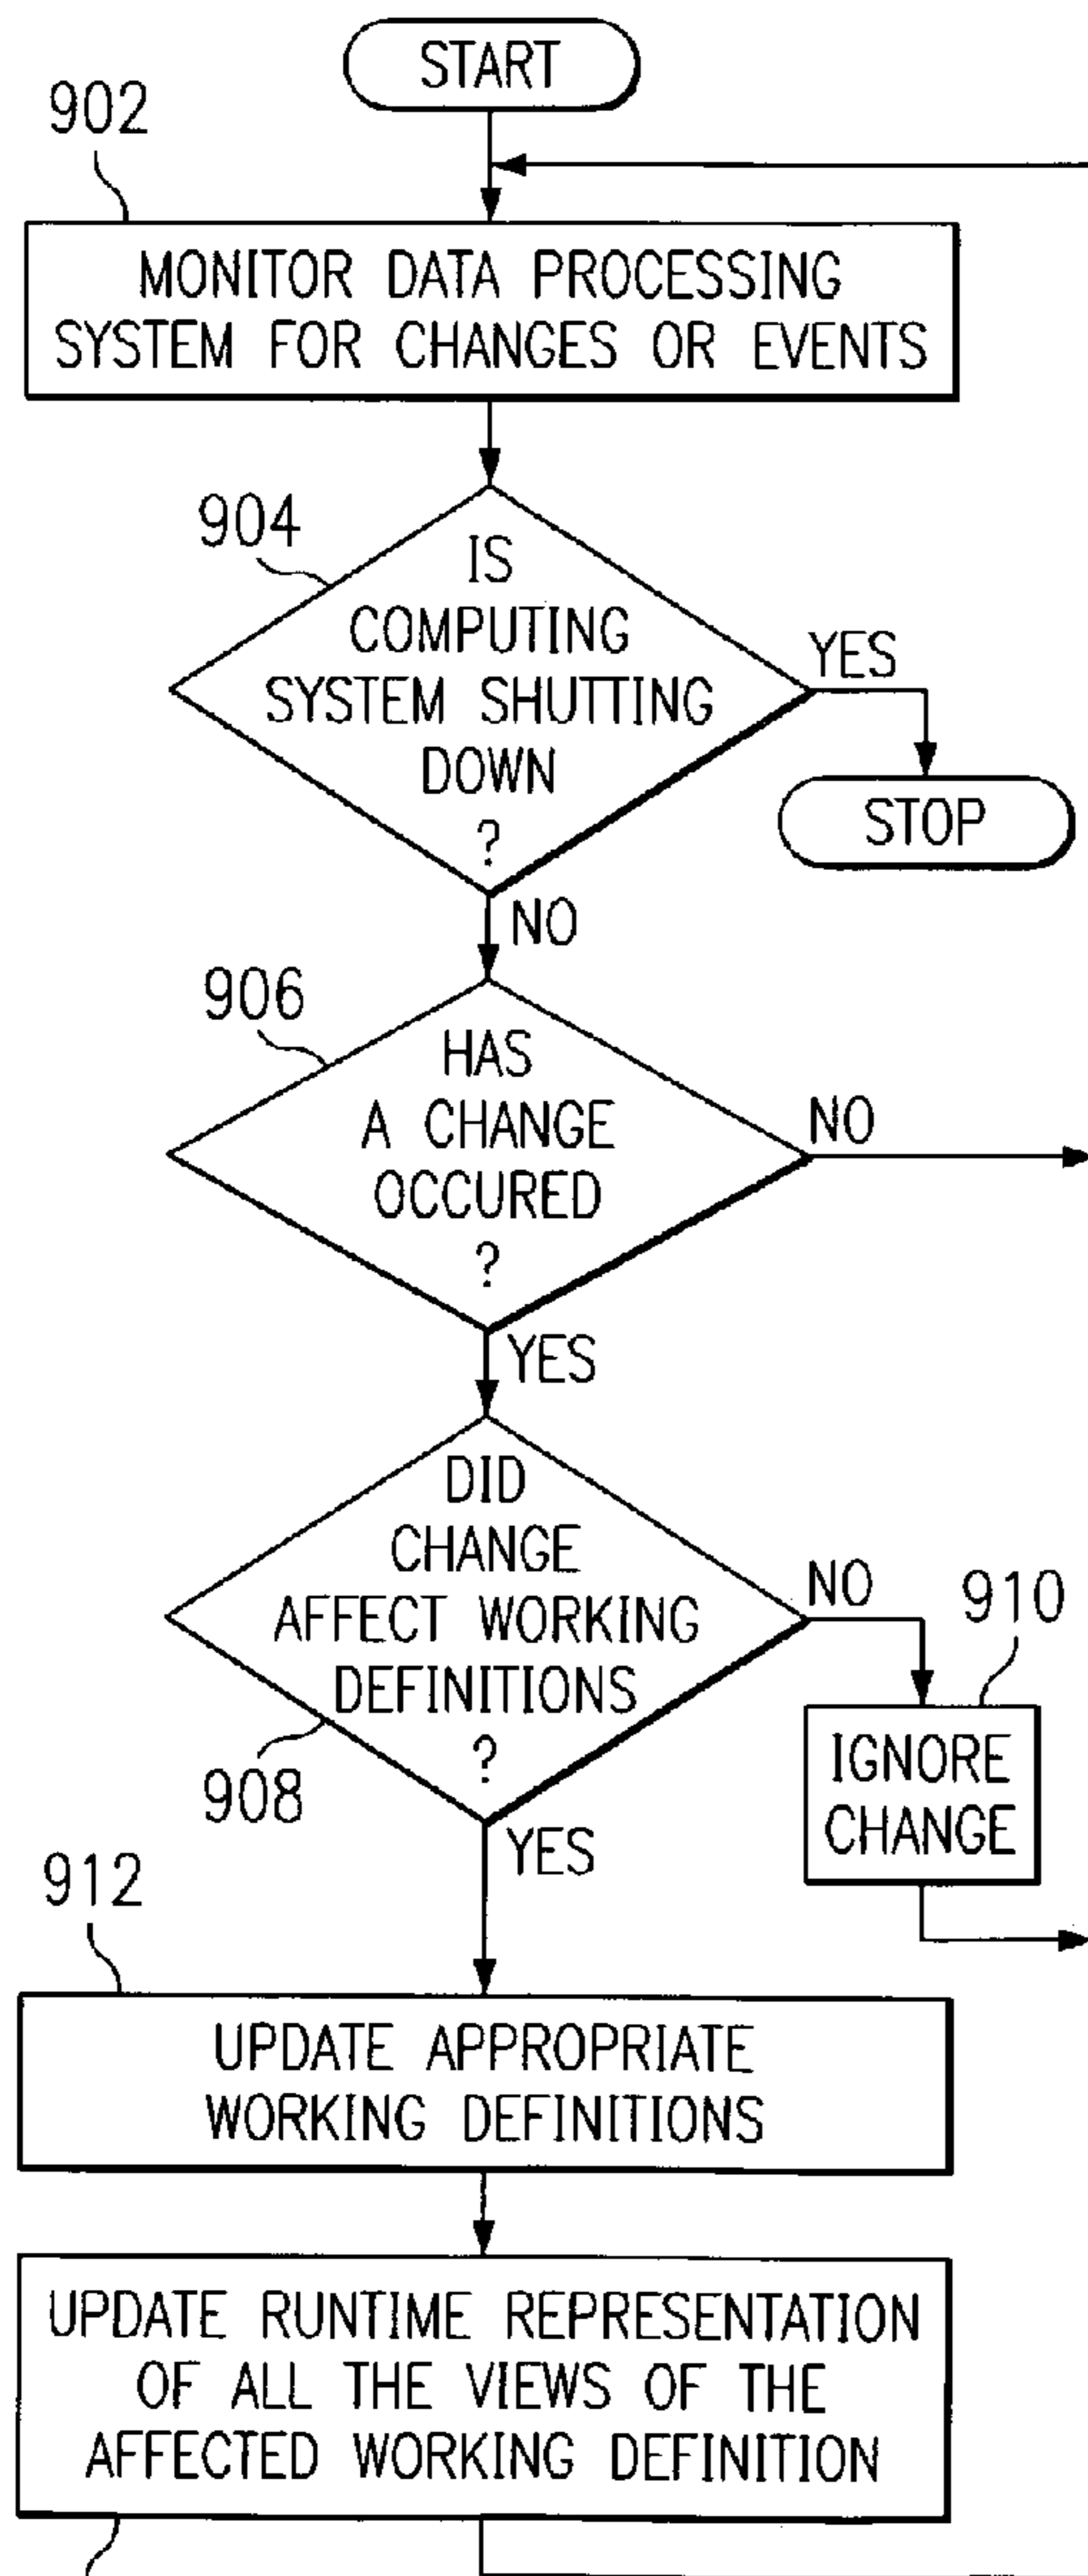 START
902
MONITOR DATA PROCESSING
SYSTEM FOR CHANGES OR EVENTS
904
IS
COMPUTING
SYSTEM SHUTTING
DOWN
?
YES
STOP
NO
906
HAS
A CHANGE
OCCURED
?
NO
YES
DID
CHANGE
AFFECT WORKING
DEFINITIONS
?
908
NO
910
IGNORE
CHANGE
YES
912
UPDATE APPROPRIATE
WORKING DEFINITIONS
UPDATE RUNTIME REPRESENTATION
OF ALL THE VIEWS OF THE
AFFECTED WORKING DEFINITION